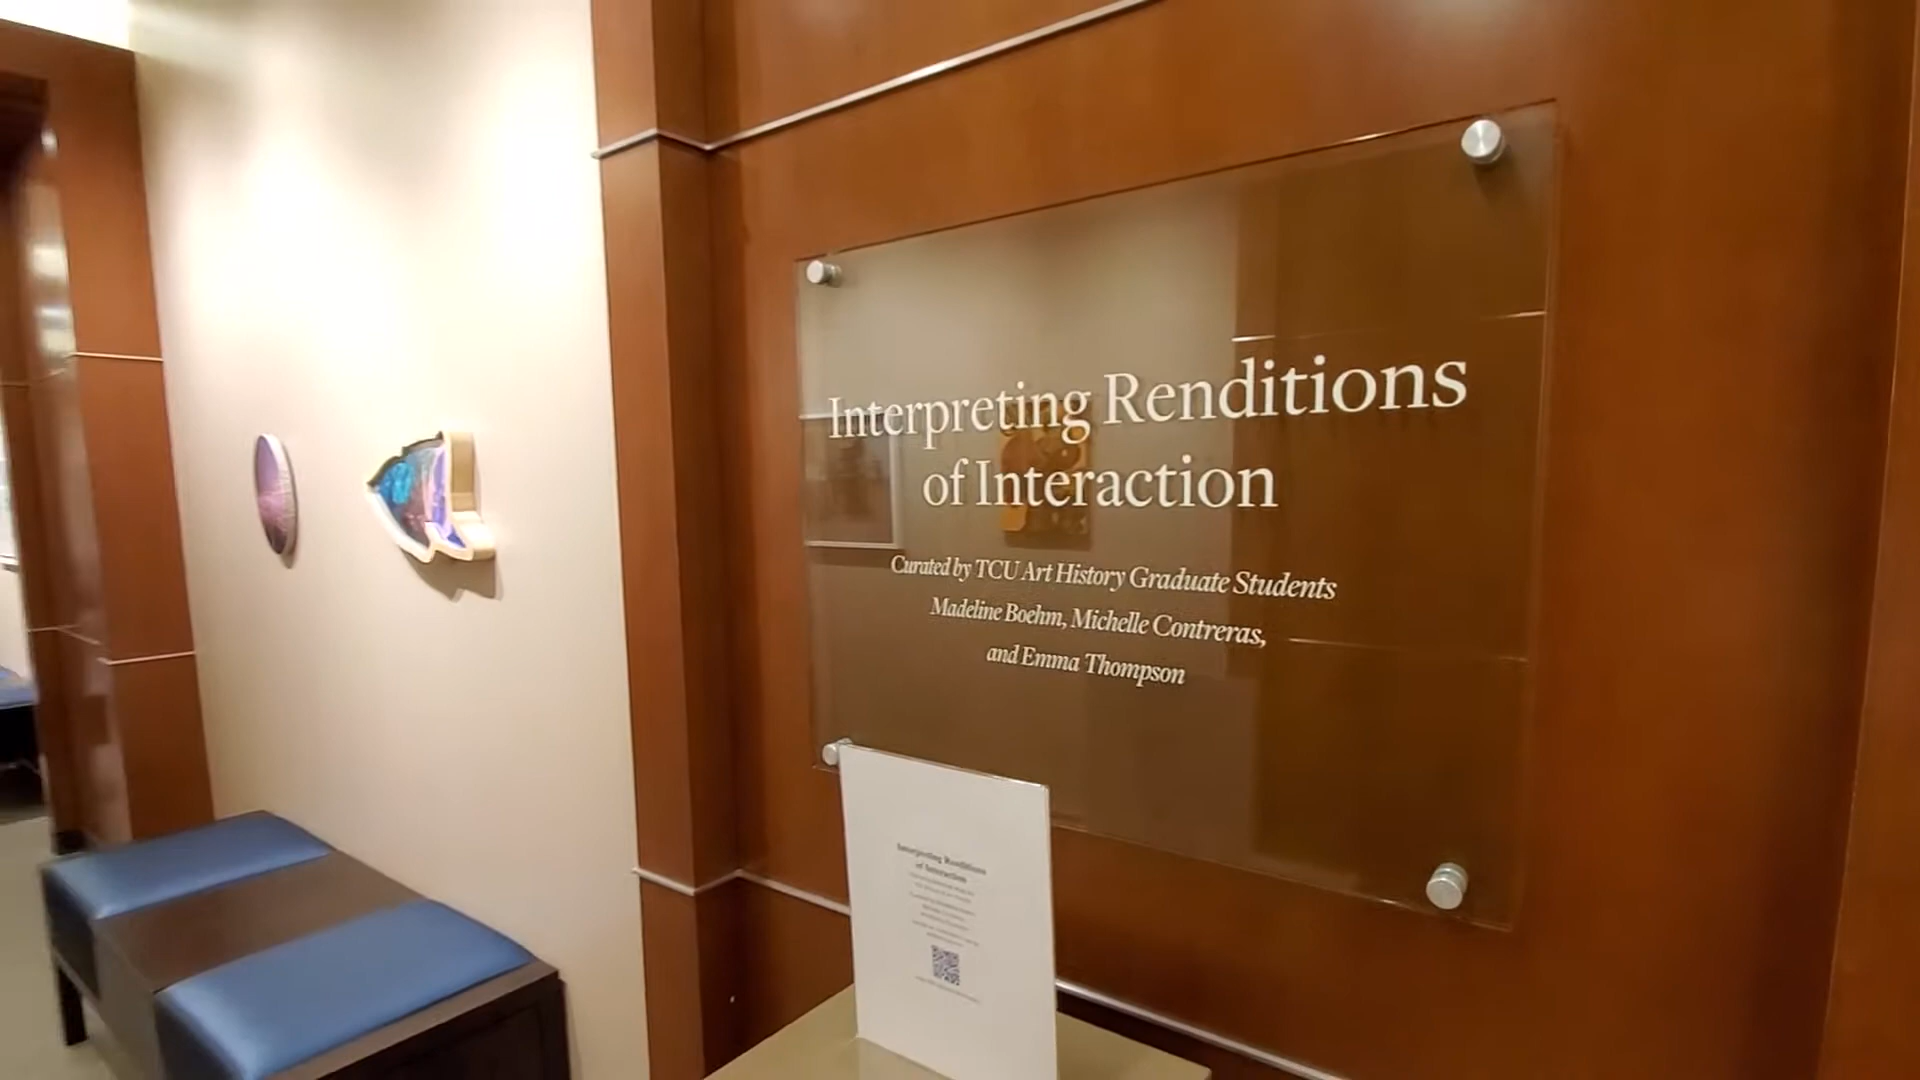 Interpreting Renditions
of Interaction
Curated by TCU Art History Graduate Students
Madeline Boehm, Michelle Contreras,
and Emma Thompson
Interpreting Renditions
of Interaction